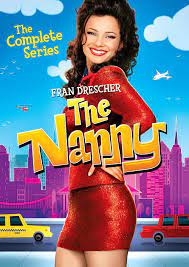 The Complete
Series
FRAN DRESCHER
The
Nanny